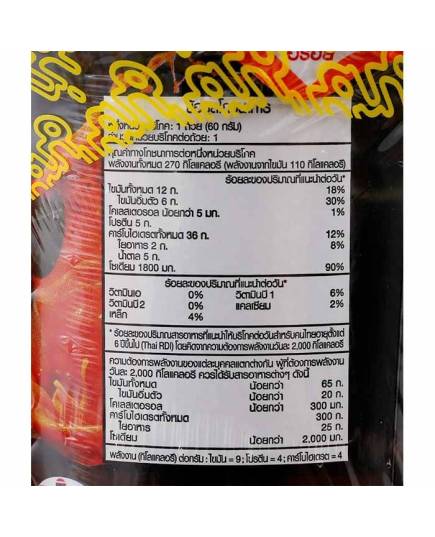 หนึ่งหน่วยบริโภค: 1 ถ้วย (60 กรัม)
จำนวนหน่วยบริโภคต่อถ้วย: 1
คุณค่าทางโภชนาการต่อหนึ่งหน่วยบริโภค
พลังงานทั้งหมด 270 กิโลแคลอรี (พลังงานจากไขมัน 110 กิโลแคลอรี)
ร้อยละของปริมาณที่แนะนำต่อวัน*
ไขมันทั้งหมด 12 ก. 18%
ไขมันอิ่มตัว 6 ก. 30%
โคเลสเตอรอล น้อยกว่า 5 มก. 1%
โปรตีน 5 ก.
คาร์โบไฮเดรตทั้งหมด 36 ก. 12%
ใยอาหาร 2 ก. 8%
น้ำตาล 5 ก.
โซเดียม 1800 มก. 90%
ร้อยละของปริมาณที่แนะนำต่อวัน*
วิตามินเอ 0% วิตามินบี 1 6%
วิตามินบี 2 0% แคลเซียม 2%
เหล็ก 4%
* ร้อยละของปริมาณสารอาหารที่แนะนำให้บริโภคต่อวันสำหรับคนไทยอายุตั้งแต่
6 ปีขึ้นไป (Thai RDI) โดยคิดจากความต้องการพลังงานวันละ 2,000 กิโลแคลอรี
ความต้องการพลังงานของแต่ละบุคคลแตกต่างกัน ผู้ที่ต้องการพลังงาน
วันละ 2,000 กิโลแคลอรี ควรได้รับสารอาหารต่างๆ ดังนี้
ไขมันทั้งหมด น้อยกว่า 65 ก.
ไขมันอิ่มตัว น้อยกว่า 20 ก.
โคเลสเตอรอล น้อยกว่า 300 มก.
คาร์โบไฮเดรตทั้งหมด 300 ก.
ใยอาหาร 25 ก.
โซเดียม น้อยกว่า 2,000 มก.
พลังงาน (กิโลแคลอรี) ต่อกรัม : ไขมัน = 9; โปรตีน = 4; คาร์โบไฮเดรต = 4